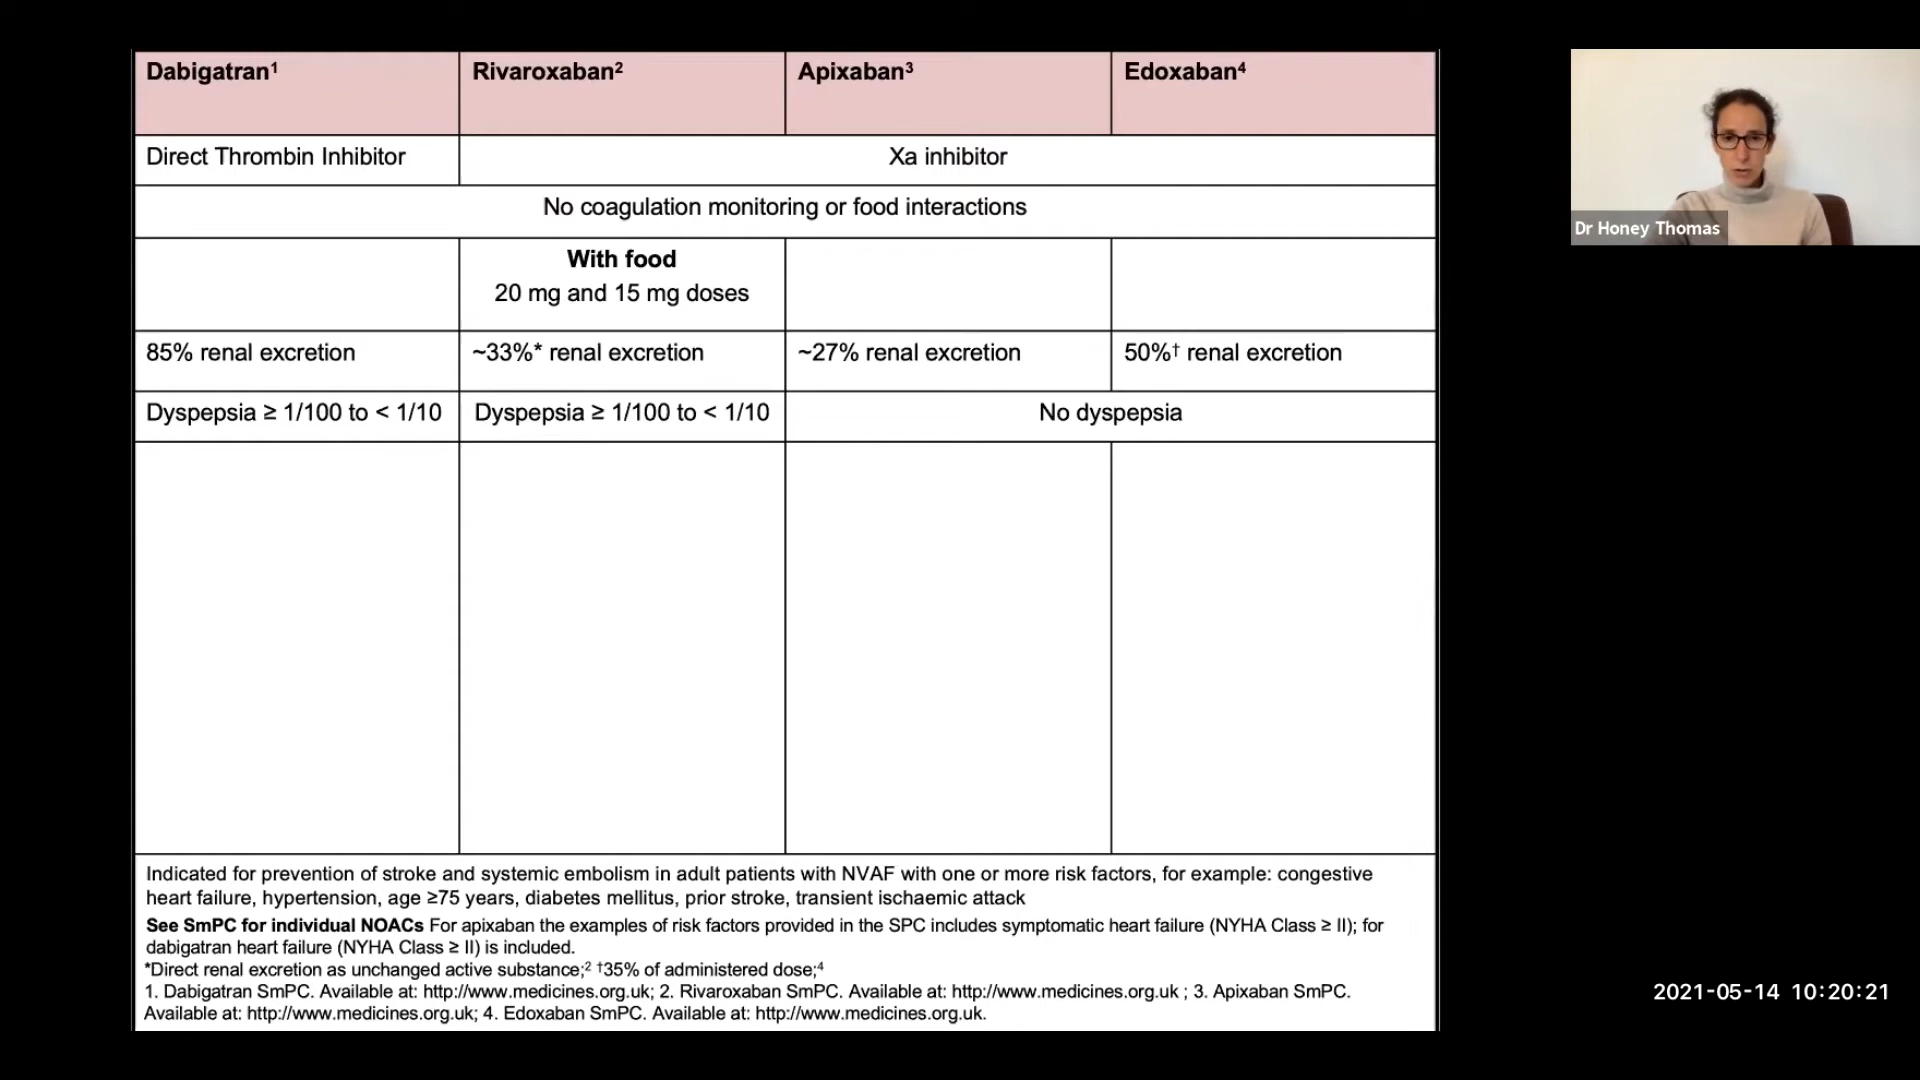 Dabigatran¹
Rivaroxaban²
Apixaban³
Edoxaban⁴
Direct Thrombin Inhibitor
Xa inhibitor
No coagulation monitoring or food interactions
With food
20 mg and 15 mg doses
85% renal excretion
~33%* renal excretion
~27% renal excretion
50%† renal excretion
Dyspepsia ≥ 1/100 to < 1/10
Dyspepsia ≥ 1/100 to < 1/10
No dyspepsia
Indicated for prevention of stroke and systemic embolism in adult patients with NVAF with one or more risk factors, for example: congestive
heart failure, hypertension, age ≥75 years, diabetes mellitus, prior stroke, transient ischaemic attack
See SmPC for individual NOACs For apixaban the examples of risk factors provided in the SPC includes symptomatic heart failure (NYHA Class ≥ II); for
dabigatran heart failure (NYHA Class ≥ II) is included.
*Direct renal excretion as unchanged active substance;² †35% of administered dose;⁴
1. Dabigatran SmPC. Available at: http://www.medicines.org.uk; 2. Rivaroxaban SmPC. Available at: http://www.medicines.org.uk ; 3. Apixaban SmPC.
Available at: http://www.medicines.org.uk; 4. Edoxaban SmPC. Available at: http://www.medicines.org.uk.
Dr Honey Thomas
2021-05-14 10:20:21